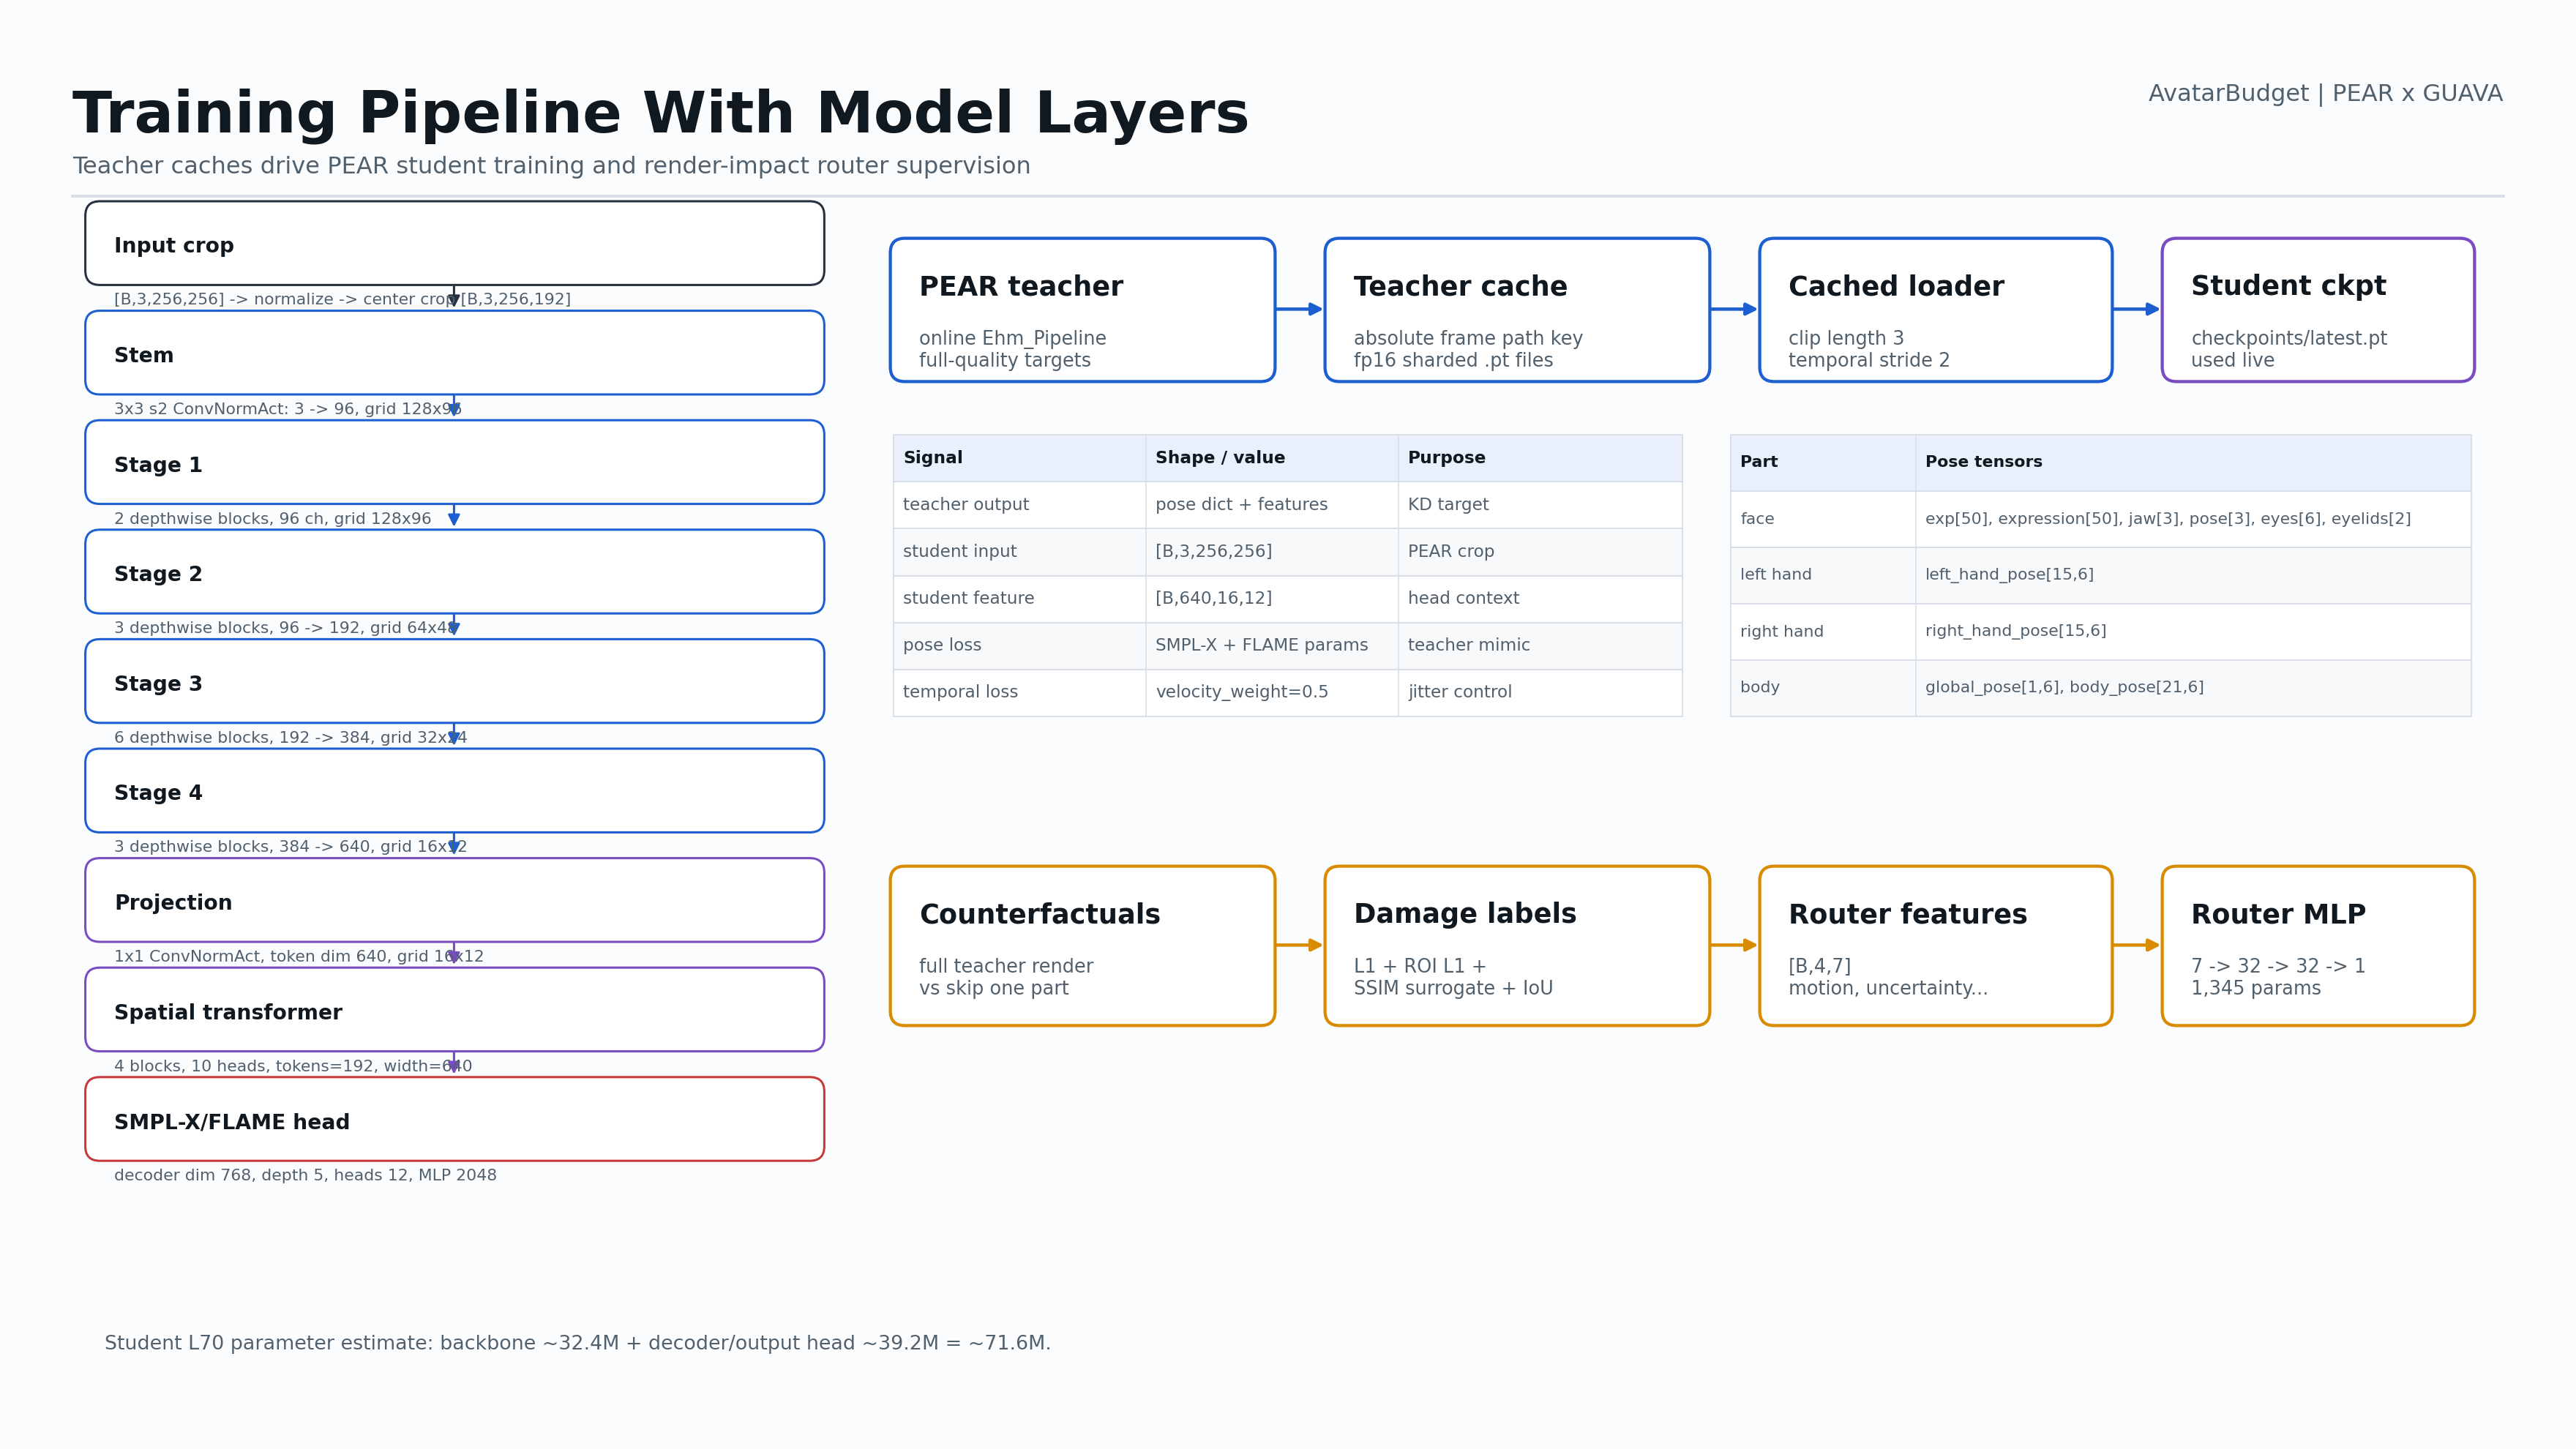 Training Pipeline With Model Layers
AvatarBudget | PEAR x GUAVA
Teacher caches drive PEAR student training and render-impact router supervision
Input crop
[B,3,256,256] -> normalize -> center crop [B,3,256,192]
Stem
3x3 s2 ConvNormAct: 3 -> 96, grid 128x96
Stage 1
2 depthwise blocks, 96 ch, grid 128x96
Stage 2
3 depthwise blocks, 96 -> 192, grid 64x48
Stage 3
6 depthwise blocks, 192 -> 384, grid 32x24
Stage 4
3 depthwise blocks, 384 -> 640, grid 16x12
Projection
1x1 ConvNormAct, token dim 640, grid 16x12
Spatial transformer
4 blocks, 10 heads, tokens=192, width=640
SMPL-X/FLAME head
decoder dim 768, depth 5, heads 12, MLP 2048
PEAR teacher
online Ehm_Pipeline
full-quality targets
Teacher cache
absolute frame path key
fp16 sharded .pt files
Cached loader
clip length 3
temporal stride 2
Student ckpt
checkpoints/latest.pt
used live
Signal Shape / value Purpose
teacher output pose dict + features KD target
student input [B,3,256,256] PEAR crop
student feature [B,640,16,12] head context
pose loss SMPL-X + FLAME params teacher mimic
temporal loss velocity_weight=0.5 jitter control
Part Pose tensors
face exp[50], expression[50], jaw[3], pose[3], eyes[6], eyelids[2]
left hand left_hand_pose[15,6]
right hand right_hand_pose[15,6]
body global_pose[1,6], body_pose[21,6]
Counterfactuals
full teacher render
vs skip one part
Damage labels
L1 + ROI L1 +
SSIM surrogate + IoU
Router features
[B,4,7]
motion, uncertainty...
Router MLP
7 -> 32 -> 32 -> 1
1,345 params
Student L70 parameter estimate: backbone ~32.4M + decoder/output head ~39.2M = ~71.6M.